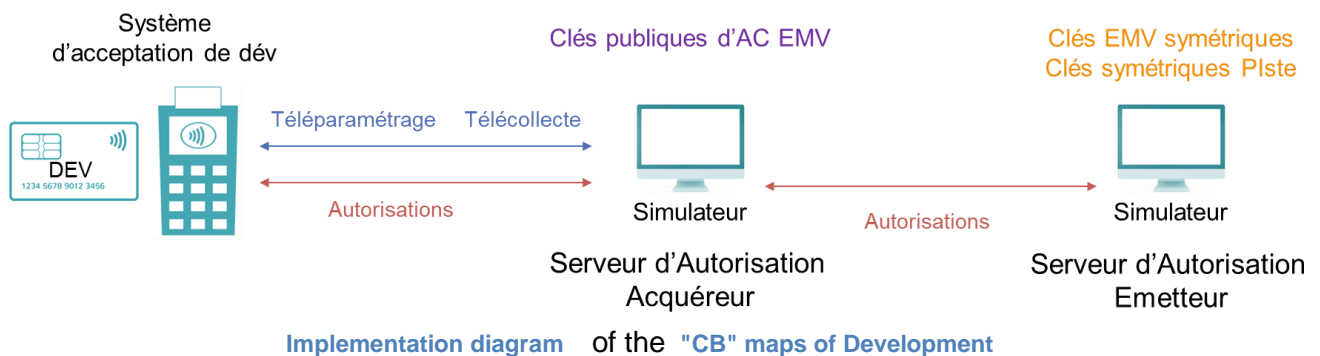 Système
d'acceptation de dév
Clés publiques d'AC EMV
Clés EMV symétriques
Clés symétriques PIste
DEV
1234 5678 9012 3456
Téléparamétrage Télécollecte
Autorisations
Simulateur
Autorisations
Simulateur
Serveur d'Autorisation
Acquéreur
Serveur d'Autorisation
Emetteur
Implementation diagram of the "CB" maps of Development